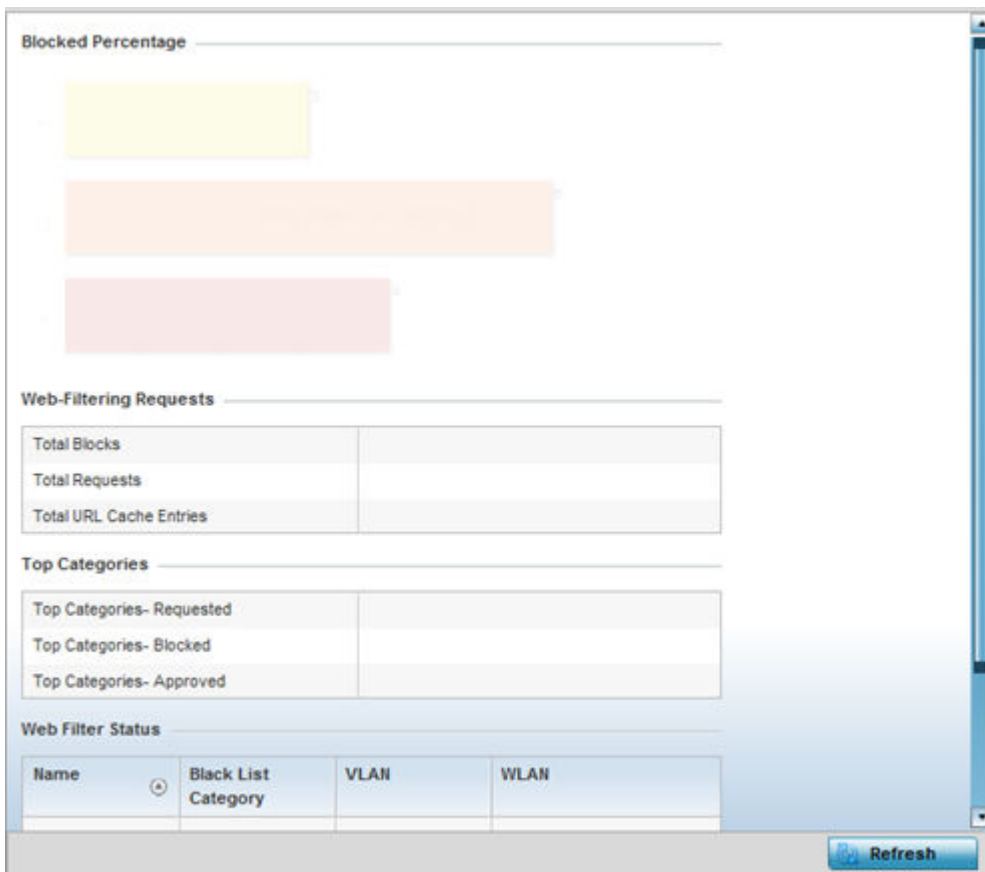 Blocked Percentage
Web-Filtering Requests
Total Blocks
Total Requests
Total URL Cache Entries
Top Categories
Top Categories- Requested
Top Categories- Blocked
Top Categories- Approved
Web Filter Status
Name
Black List Category
VLAN
WLAN
Refresh